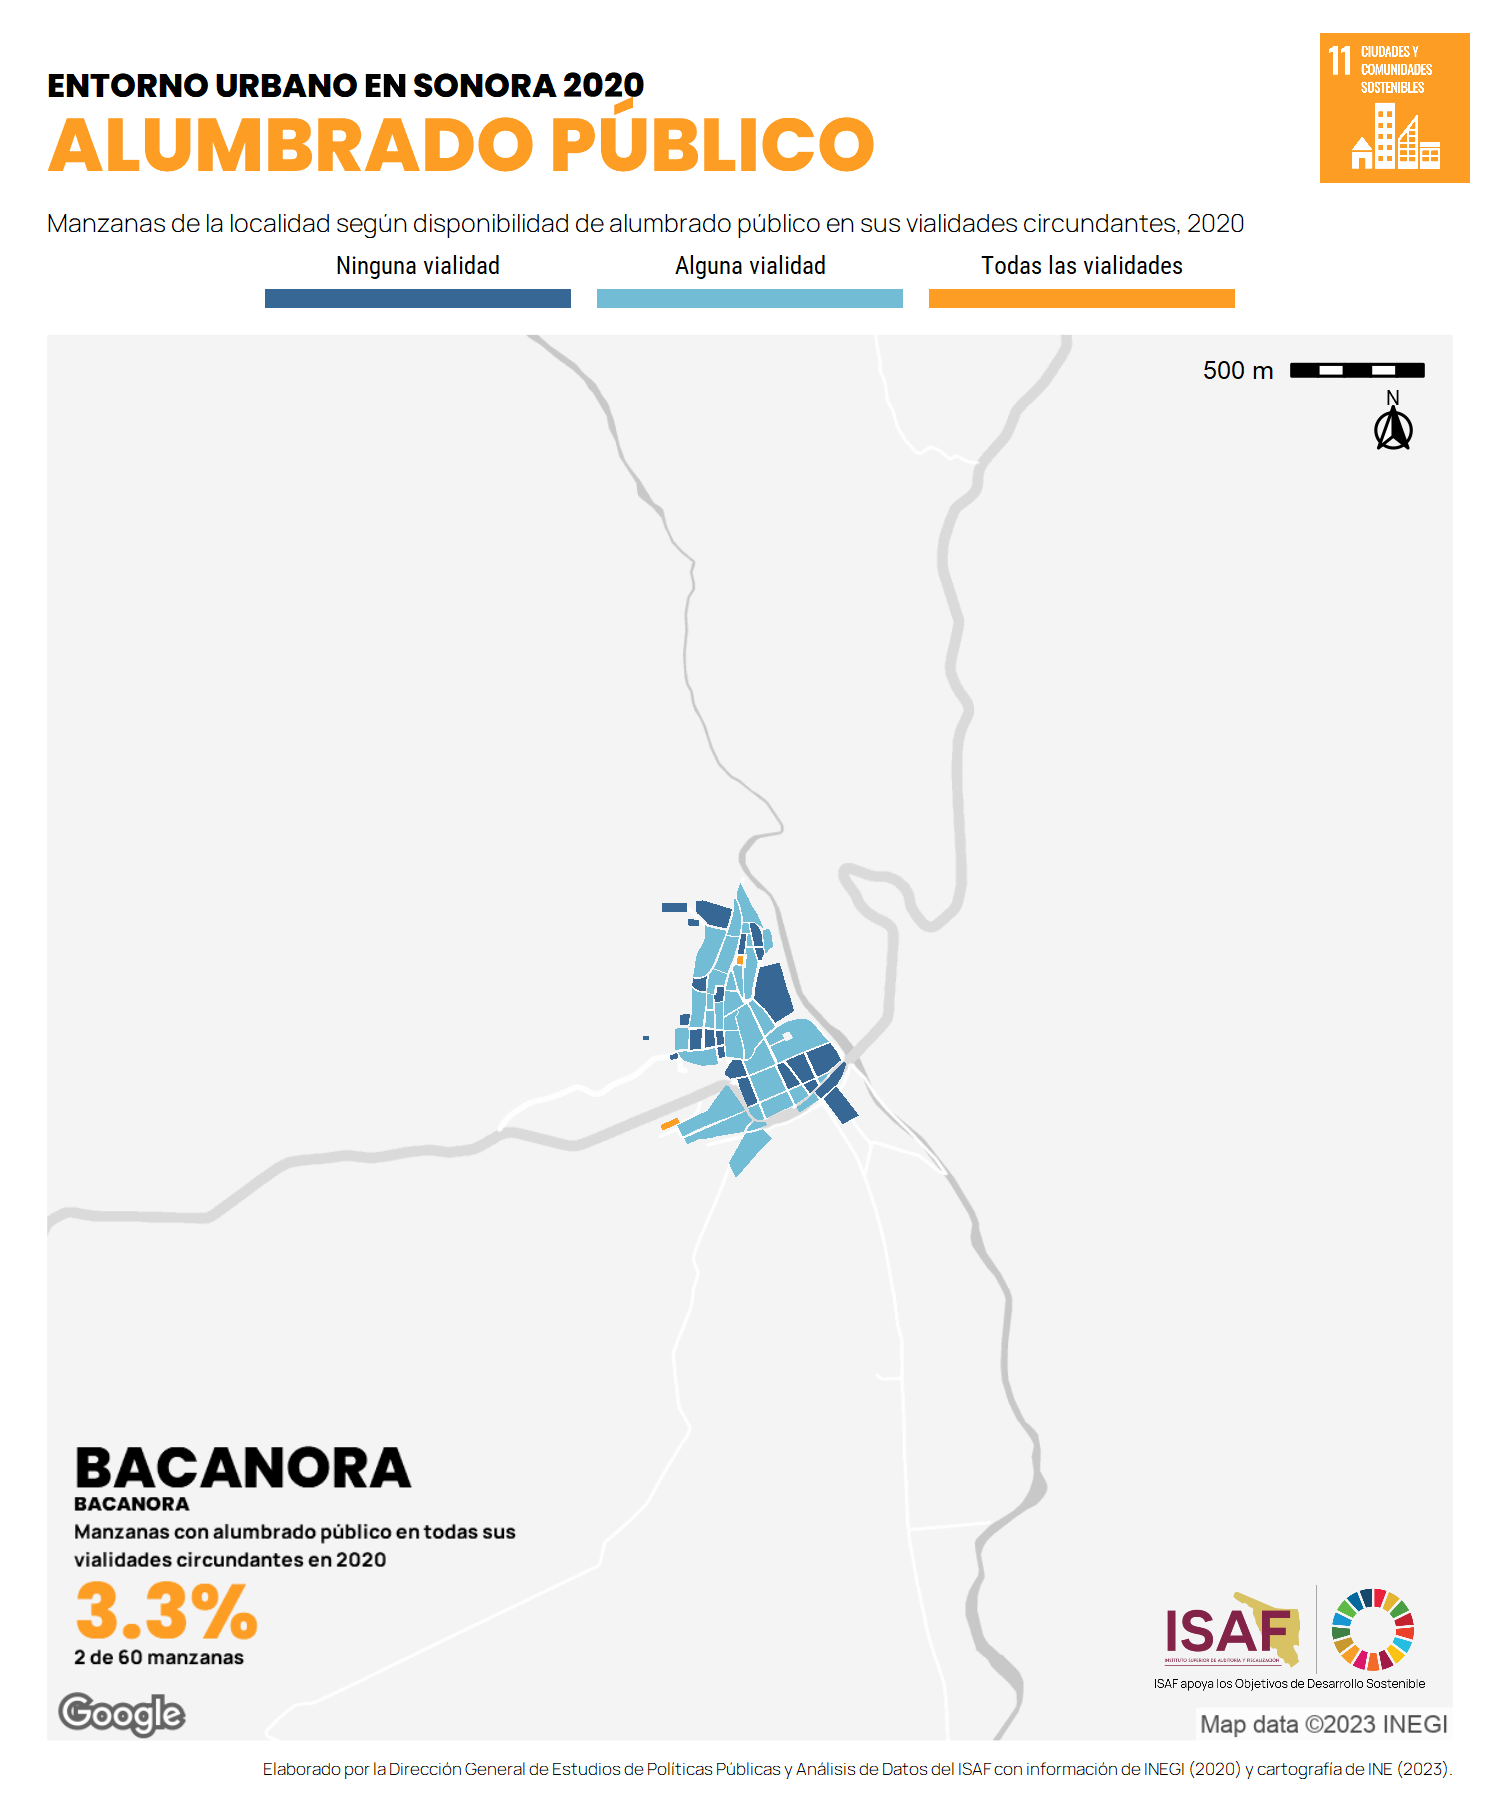 ENTORNO URBANO EN SONORA 2020
ALUMBRADO PÚBLICO
11 CIUDADES Y
COMUNIDADES
SOSTENIBLES
Manzanas de la localidad según disponibilidad de alumbrado público en sus vialidades circundantes, 2020
Ninguna vialidad
Alguna vialidad
Todas las vialidades
500 m
N
BACANORA
BACANORA
Manzanas con alumbrado público en todas sus
vialidades circundantes en 2020
3.3%
2 de 60 manzanas
ISAF
INSTITUTO SUPERIOR DE AUDITORÍA Y FISCALIZACIÓN
ISAF apoya los Objetivos de Desarrollo Sostenible
Google
Map data ©2023 INEGI
Elaborado por la Dirección General de Estudios de Políticas Públicas y Análisis de Datos del ISAF con información de INEGI (2020) y cartografía de INE (2023).